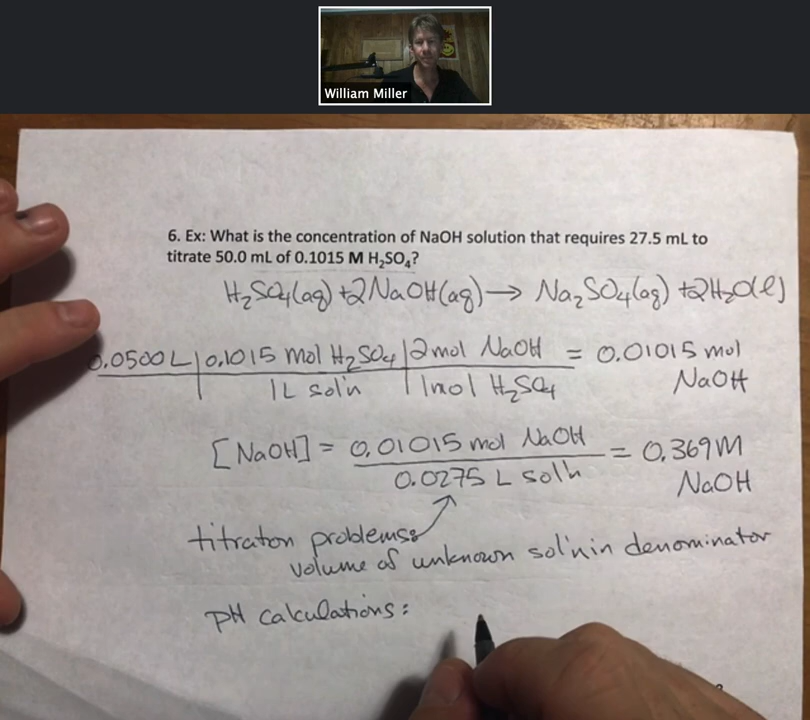 William Miller
6. Ex: What is the concentration of NaOH solution that requires 27.5 mL to
titrate 50.0 mL of 0.1015 M H₂SO₄?
H₂SO₄(aq) + 2NaOH(aq) → Na₂SO₄(aq) + 2H₂O(l)
0.0500 L | 0.1015 mol H₂SO₄ | 2 mol NaOH = 0.01015 mol
1L sol'n | 1 mol H₂SO₄ NaOH
[NaOH] = 0.01015 mol NaOH = 0.369 M
0.0275 L sol'n NaOH
titration problems:
volume of unknown sol'n in denominator
pH calculations: